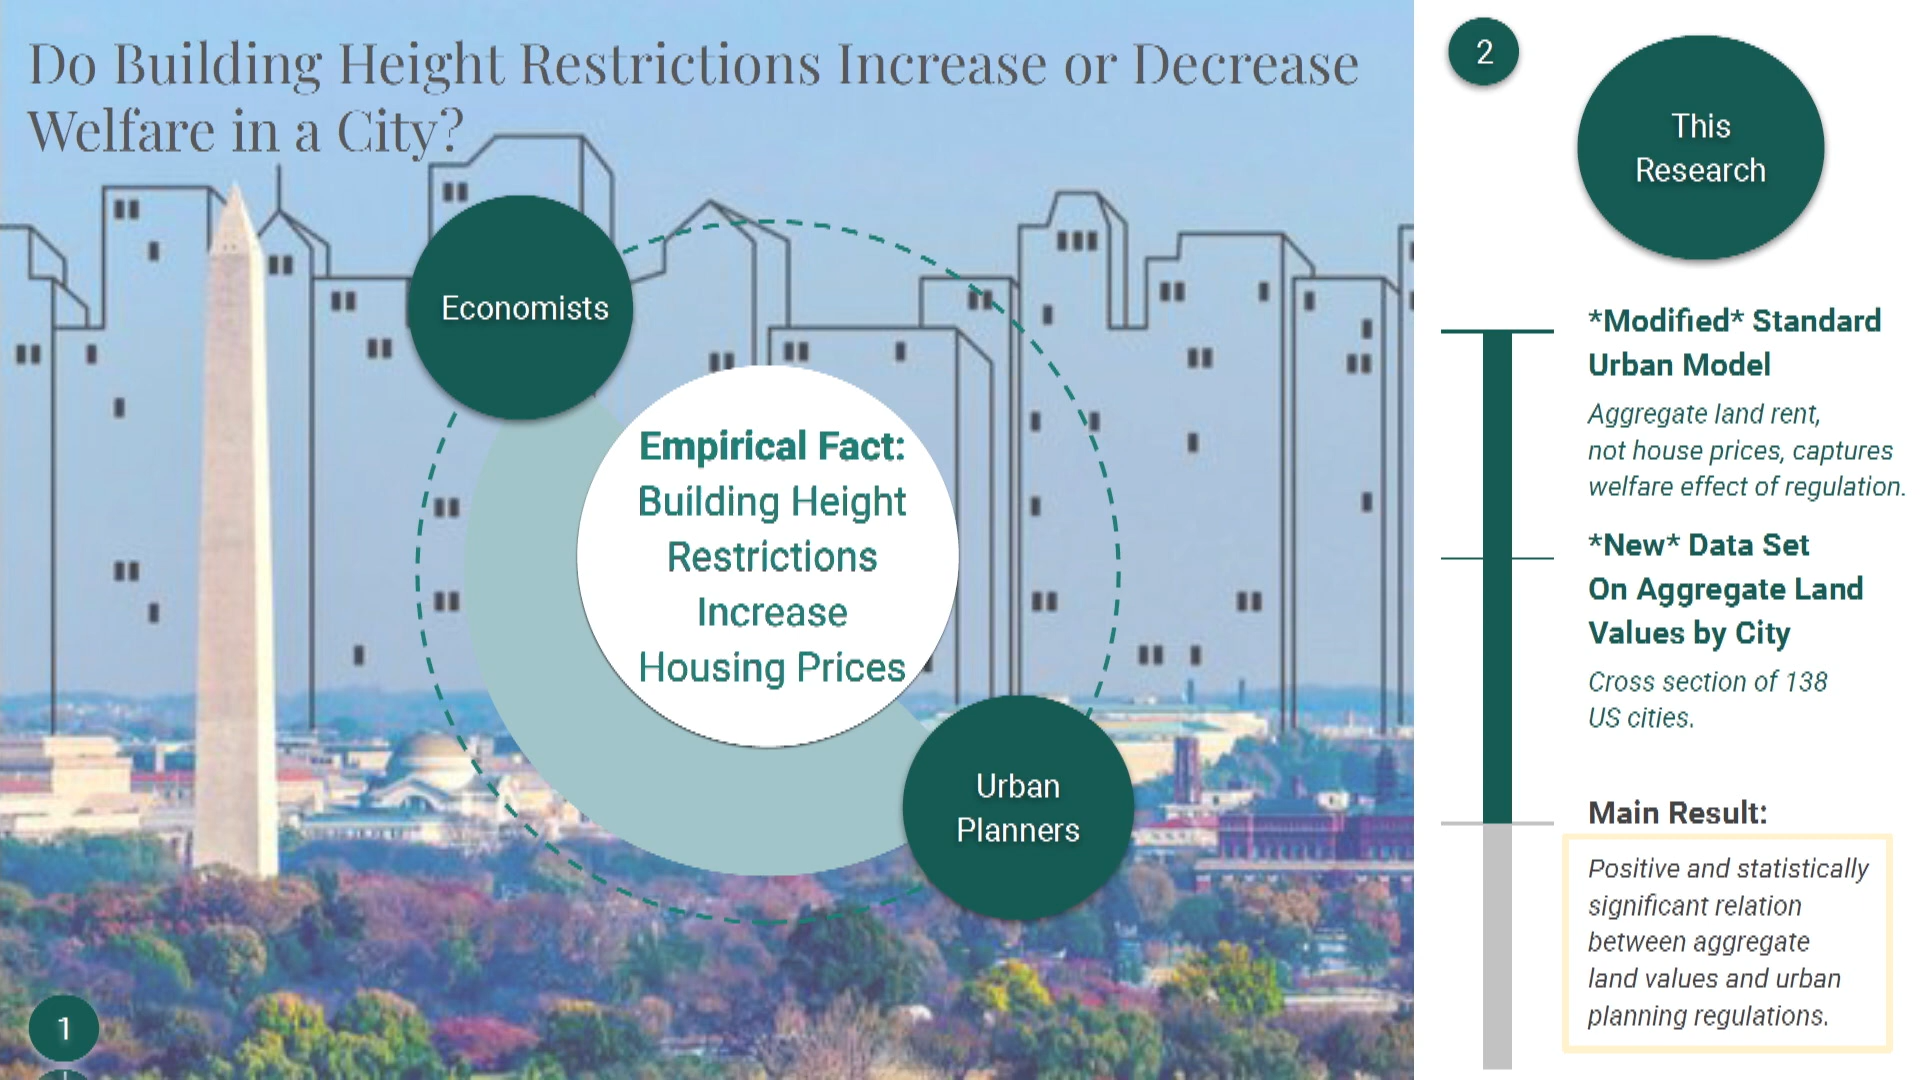 Do Building Height Restrictions Increase or Decrease
Welfare in a City?
Economists
Empirical Fact:
Building Height
Restrictions
Increase
Housing Prices
Urban
Planners
1
2
This
Research
*Modified* Standard
Urban Model
Aggregate land rent,
not house prices, captures
welfare effect of regulation.
*New* Data Set
On Aggregate Land
Values by City
Cross section of 138
US cities.
Main Result:
Positive and statistically
significant relation
between aggregate
land values and urban
planning regulations.